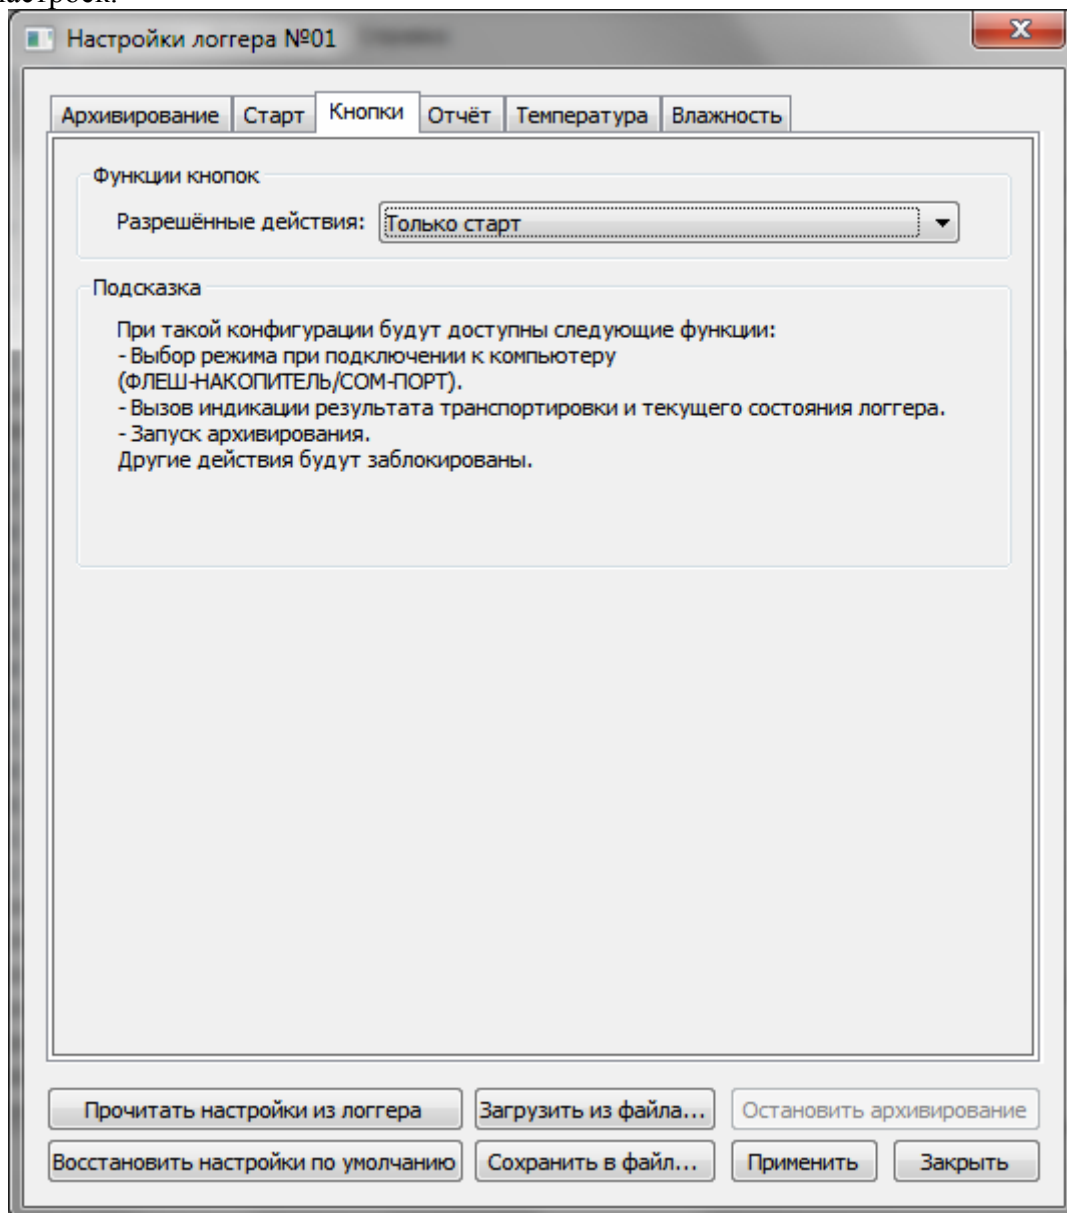 настроек.
Настройки логгера №01
Архивирование Старт Кнопки Отчёт Температура Влажность
Функции кнопок
Разрешённые действия: Только старт
Подсказка
При такой конфигурации будут доступны следующие функции:
- Выбор режима при подключении к компьютеру
(ФЛЕШ-НАКОПИТЕЛЬ/COM-ПОРТ).
- Вызов индикации результата транспортировки и текущего состояния логгера.
- Запуск архивирования.
Другие действия будут заблокированы.
Прочитать настройки из логгера Загрузить из файла... Остановить архивирование
Восстановить настройки по умолчанию Сохранить в файл... Применить Закрыть